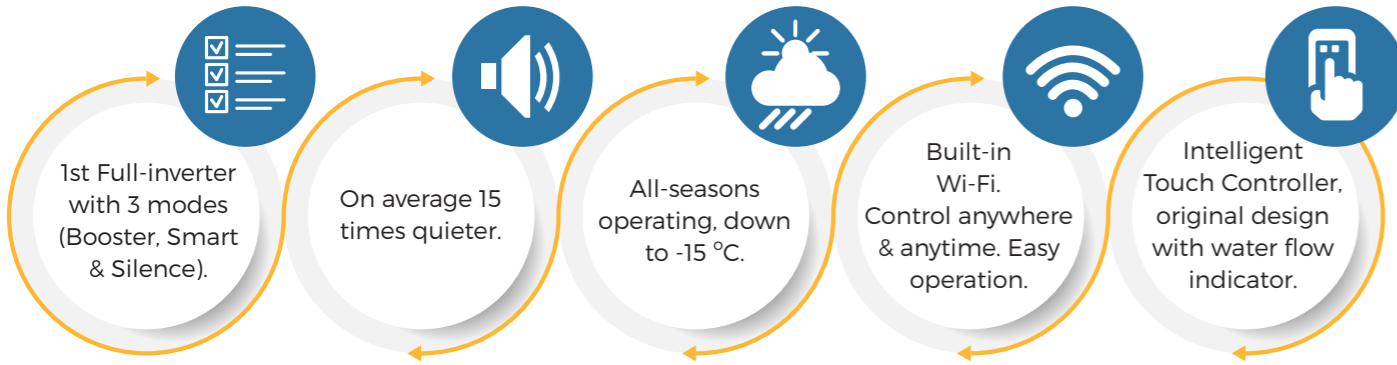 1st Full-inverter
with 3 modes
(Booster, Smart
& Silence).
On average 15
times quieter.
All-seasons
operating, down
to -15 °C.
Built-in
Wi-Fi.
Control anywhere
& anytime. Easy
operation.
Intelligent
Touch Controller,
original design
with water flow
indicator.